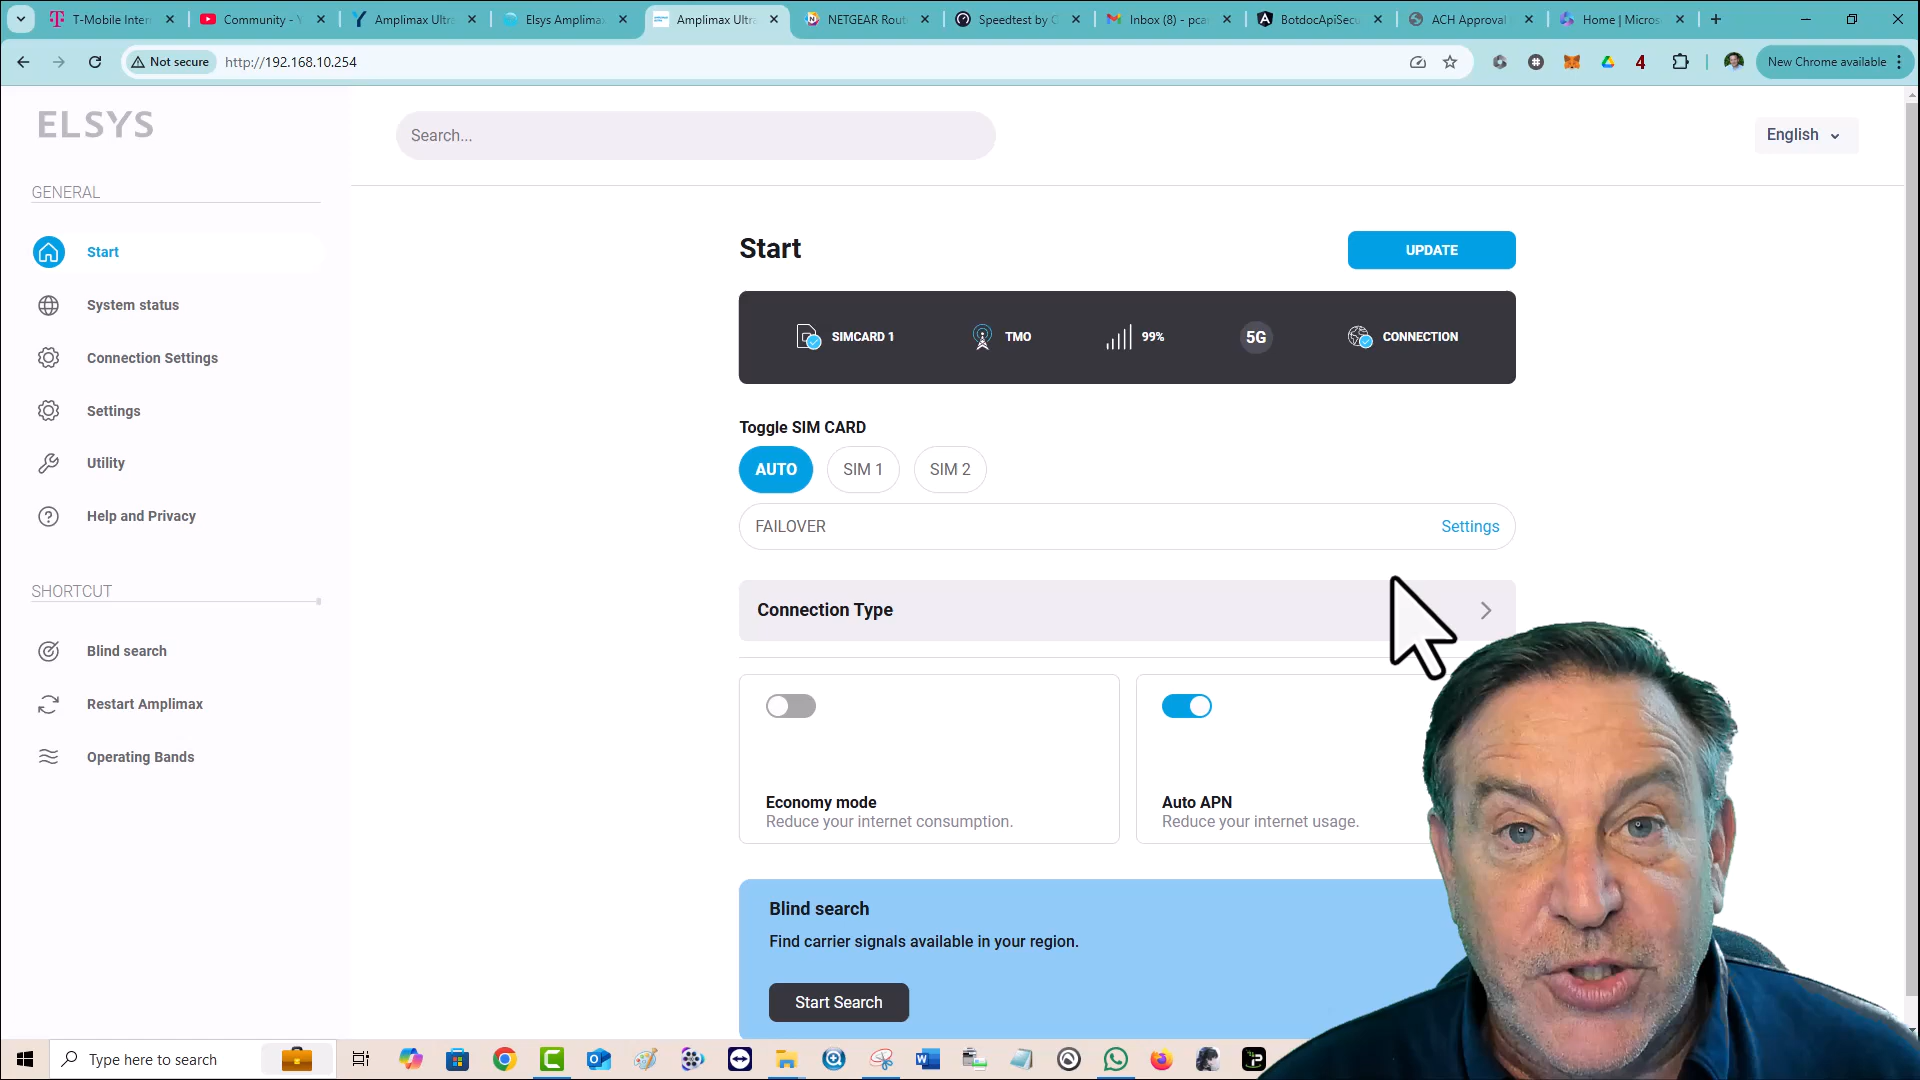 T-Mobile Inter
Community - Y
Amplimax Ultra
Elsys Amplimax
Amplimax Ultra
NETGEAR Rout
Speedtest by O
Inbox (8) - pca
BotdocApiSecu
ACH Approval
Home | Micros
Not secure
http://192.168.10.254
4
New Chrome available
ELSYS
Search...
English
GENERAL
Start
System status
Connection Settings
Settings
Utility
Help and Privacy
SHORTCUT
Blind search
Restart Amplimax
Operating Bands
Start
UPDATE
SIMCARD 1
TMO
99%
5G
CONNECTION
Toggle SIM CARD
AUTO
SIM 1
SIM 2
FAILOVER
Settings
Connection Type
Economy mode
Reduce your internet consumption.
Auto APN
Reduce your internet usage.
Blind search
Find carrier signals available in your region.
Start Search
Type here to search